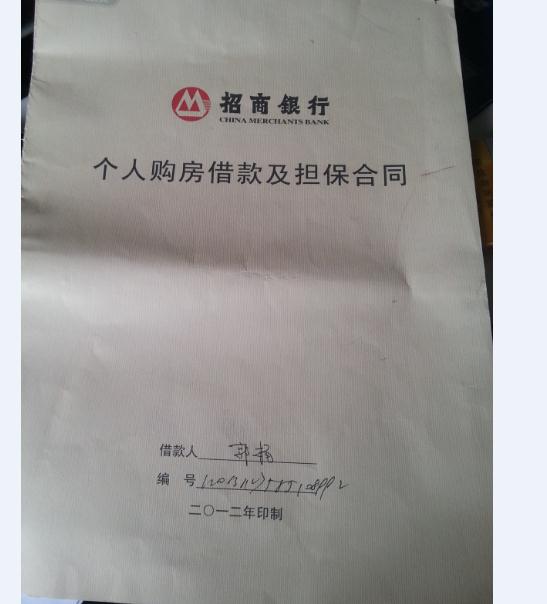 招商银行
CHINA MERCHANTS BANK
个人购房借款及担保合同
借款人
编 号
二〇一二年印制